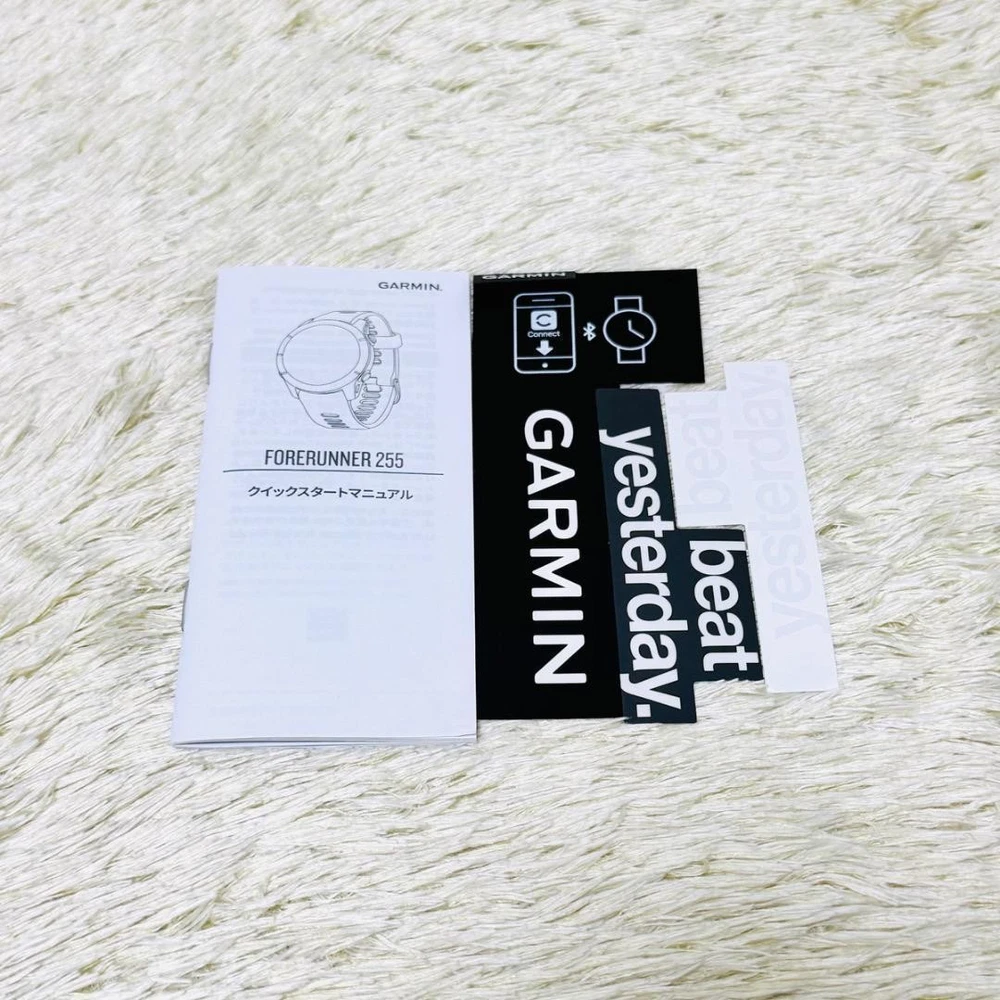 GARMIN.
FORERUNNER 255
クイックスタートマニュアル
GARMIN
Connect
GARMIN
beat
yesterday.
beat
yesterday.